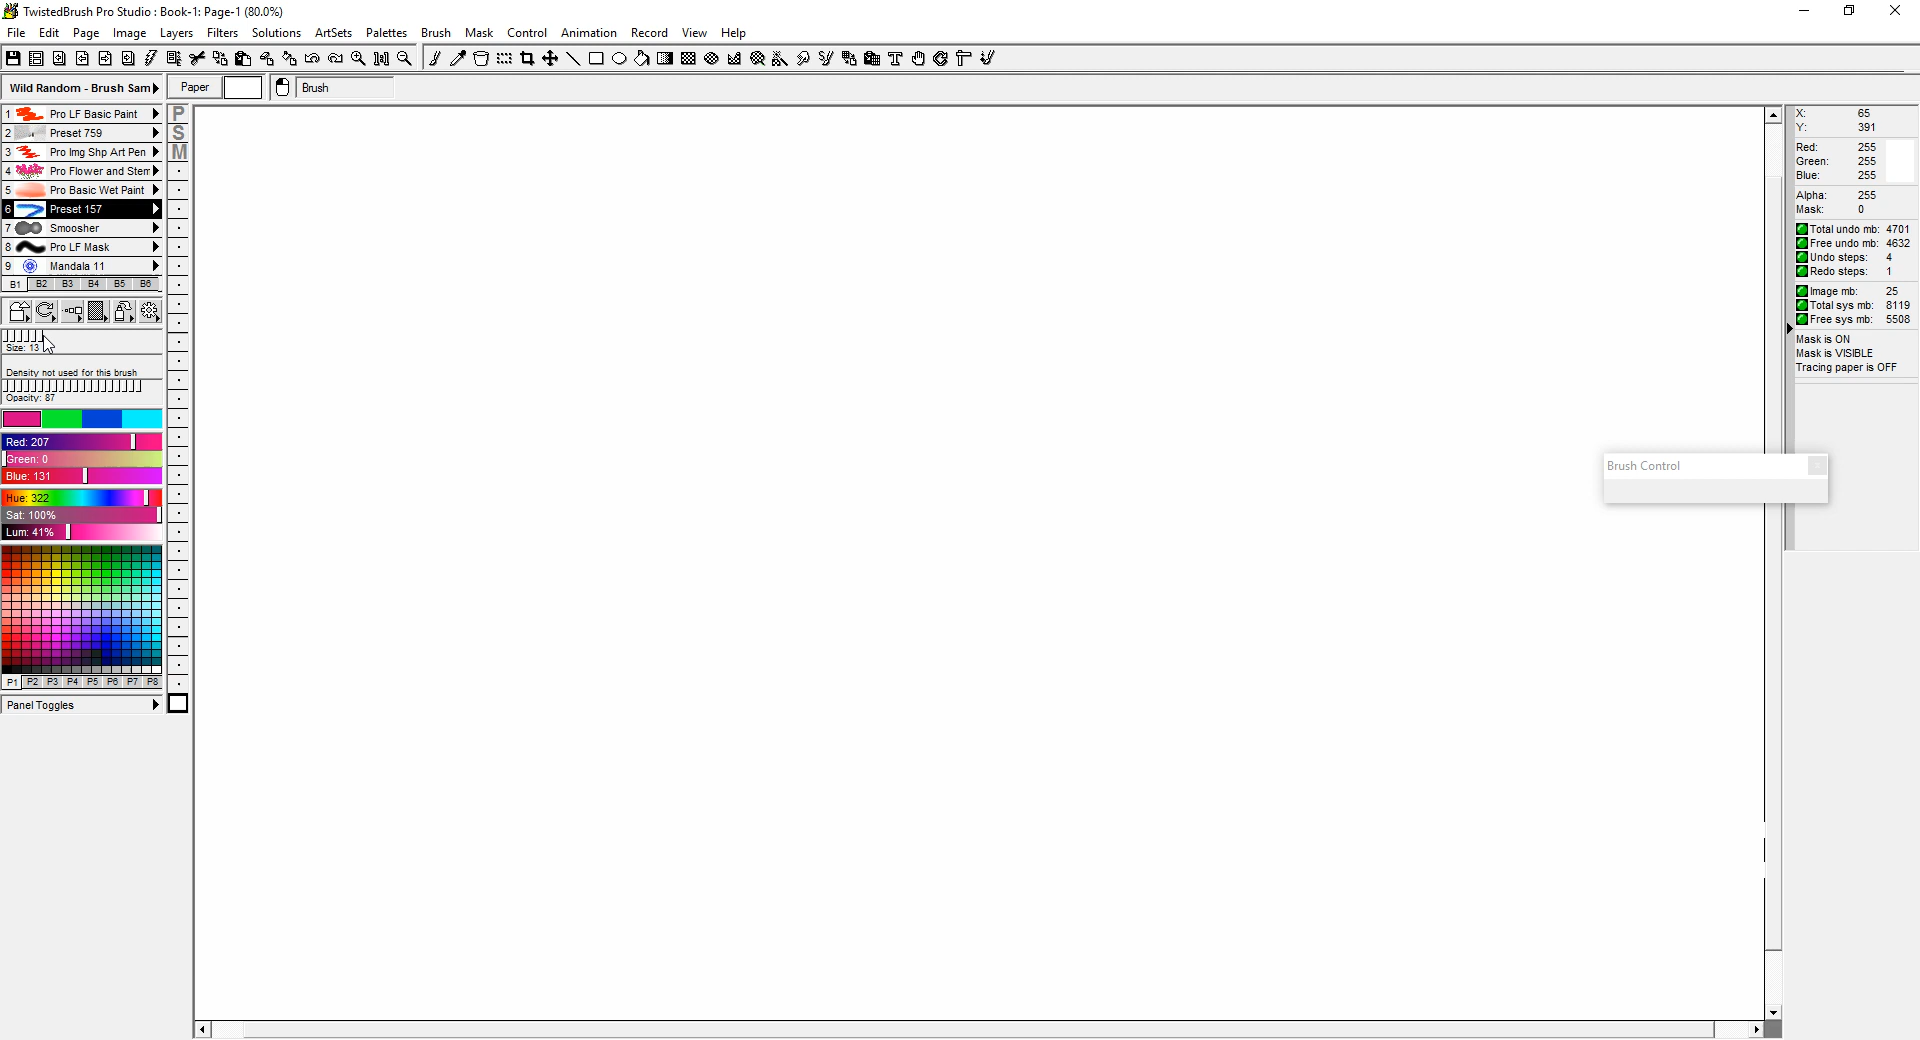 TwistedBrush Pro Studio : Book-1: Page-1 (80.0%)
File Edit Page Image Layers Filters Solutions ArtSets Palettes Brush Mask Control Animation Record View Help
Wild Random - Brush Sam
Paper
Brush
1 Pro LF Basic Paint
2 Preset 759
3 Pro Img Shp Art Pen
4 Pro Flower and Stem
5 Pro Basic Wet Paint
6 Preset 157
7 Smoosher
8 Pro LF Mask
9 Mandala 11
B1 B2 B3 B4 B5 B6
P
S
M
Size: 13
Density not used for this brush
Opacity: 87
Red: 207
Green: 0
Blue: 131
Hue: 322
Sat: 100%
Lum: 41%
P1 P2 P3 P4 P5 P6 P7 P8
Panel Toggles
X: 65
Y: 391
Red: 255
Green: 255
Blue: 255
Alpha: 255
Mask: 0
Total undo mb: 4701
Free undo mb: 4632
Undo steps: 4
Redo steps: 1
Image mb: 25
Total sys mb: 8119
Free sys mb: 5508
Mask is ON
Mask is VISIBLE
Tracing paper is OFF
Brush Control